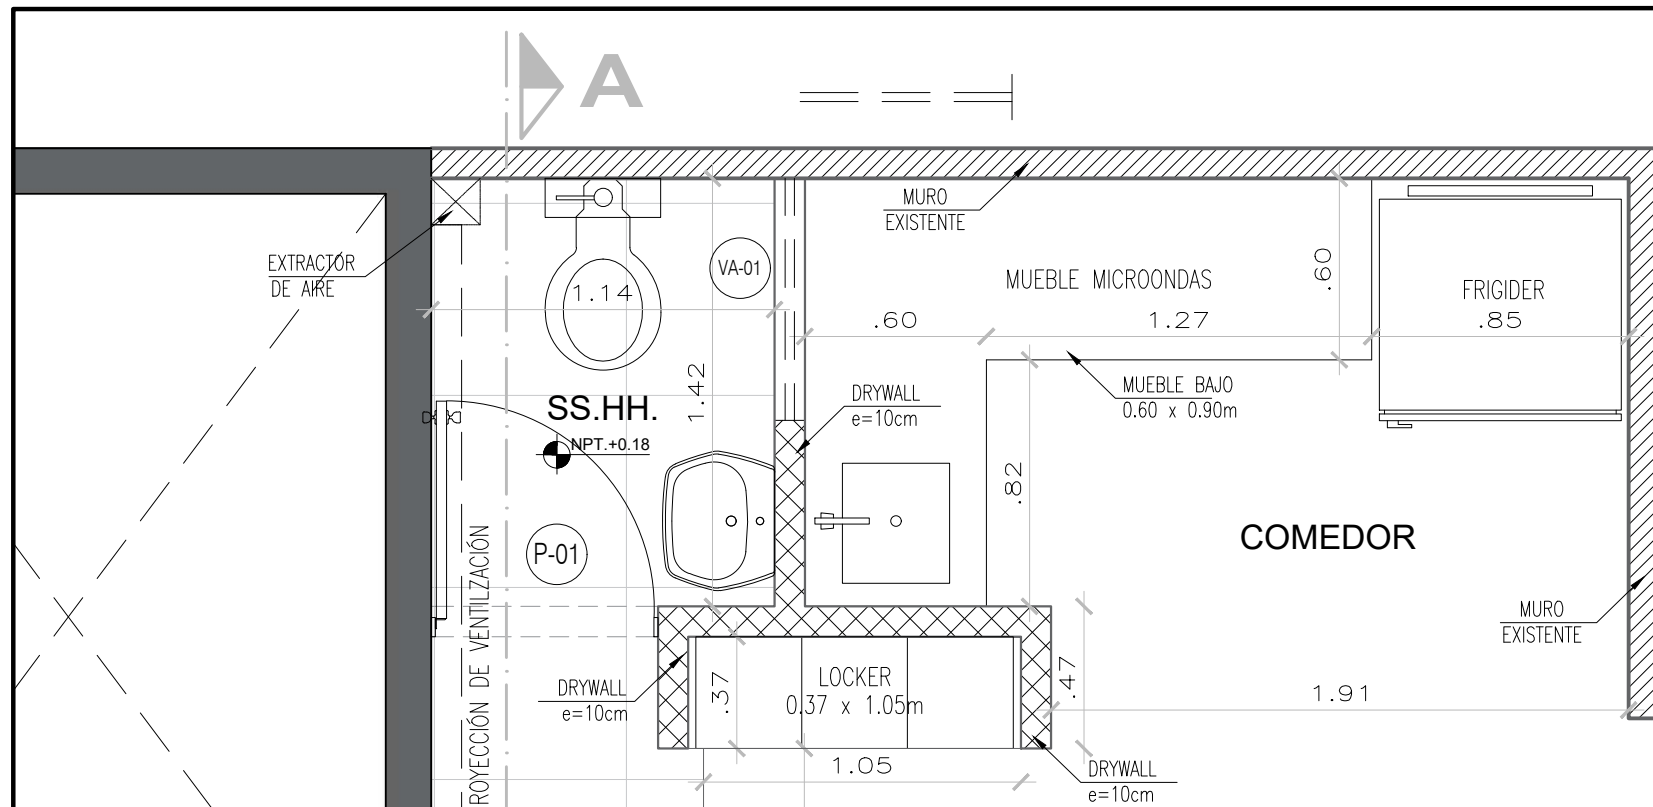 A
MURO
EXISTENTE
EXTRACTOR
DE AIRE
VA-01
MUEBLE MICROONDAS
.60
FRIGIDER
1.14
.60
1.27
.85
1.42
DRYWALL
e=10cm
MUEBLE BAJO
0.60 x 0.90m
SS.HH.
NPT.+0.18
.82
COMEDOR
P-01
ROYECCIÓN DE VENTILZACIÓN
MURO
EXISTENTE
DRYWALL
e=10cm
.37
LOCKER
0.37 x 1.05m
.47
1.91
1.05
DRYWALL
e=10cm